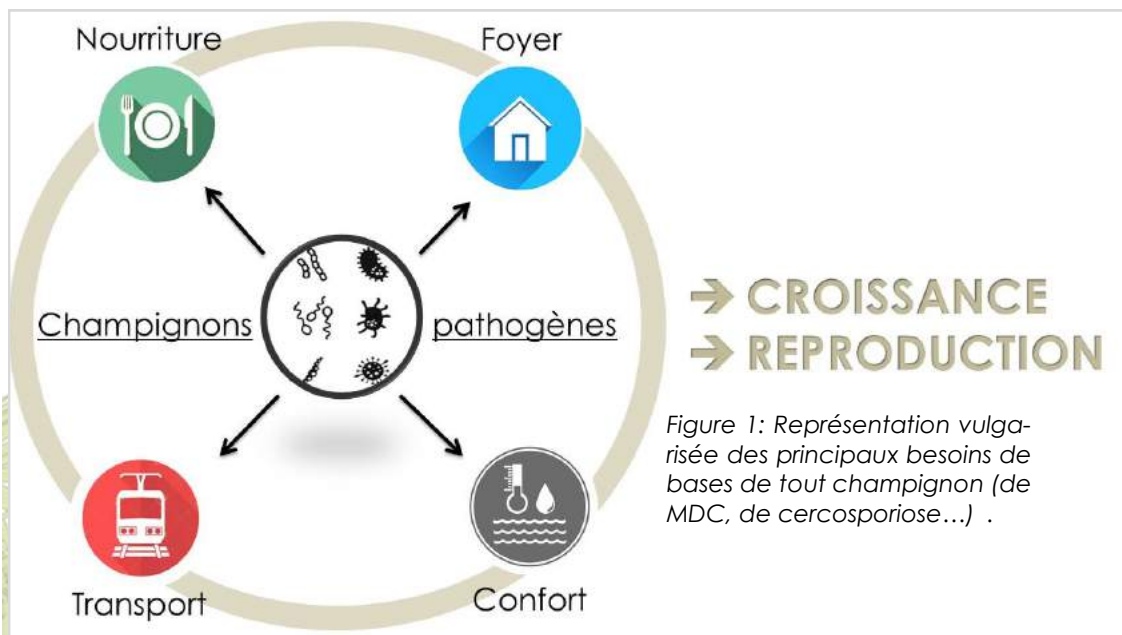 Nourriture
Foyer
Champignons pathogènes
→ CROISSANCE
→ REPRODUCTION
Figure 1: Représentation vulga-
risée des principaux besoins de
bases de tout champignon (de
MDC, de cercosporiose...) .
Transport
Confort